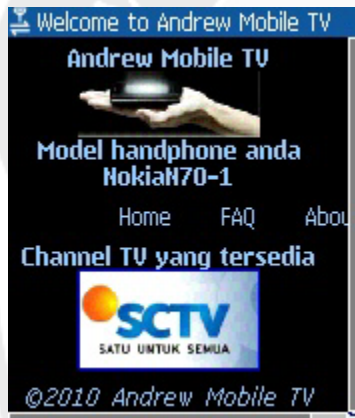 Welcome to Andrew Mobile TV
Andrew Mobile TV
Model handphone anda
NokiaN70-1
Home FAQ Abou
Channel TV yang tersedia
SCTV
SATU UNTUK SEMUA
©2010 Andrew Mobile TV